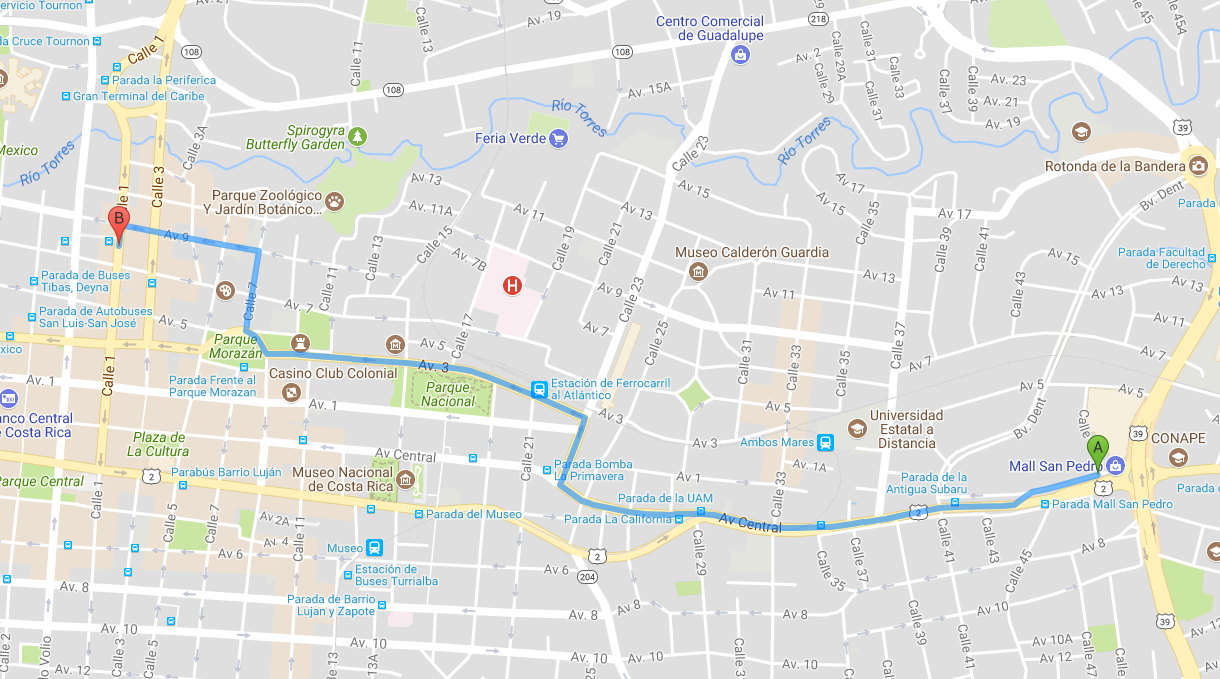 ervicio Tournon
Av. 19
Calle 13
218
Centro Comercial
de Guadalupe
Calle 31
45
Calle 45A
la Cruce Tournon
Calle 1
108
Calle 11
108
Av. 2
Calle 29A
Calle 29
Calle 31
Calle 33
Calle 37
Av. 23
Parada la Periferica
Gran Terminal del Caribe
108
Av. 15A
Av. 21
Av. 19
39
Calle 3A
Spirogyra
Butterfly Garden
Feria Verde
Río Torres
Calle 23
Río Torres
Mexico
Río Torres
Calle 1
Calle 3
Parque Zoológico
Y Jardín Botánico...
Av 13
Av. 11A
Av 11
Av 13
Av 15
Av 17
Av. 15
Calle 35
Av 17
Rotonda de la Bandera
Bv. Dent
Parada
B
Av 9
Calle 15
Calle 13
Av. 7B
Calle 19
Calle 21
Museo Calderón Guardia
Calle 39
Calle 41
Av 15
Parada Facultad
de Derecho
Parada de Buses
Tibas, Deyna
Calle 7
Calle 11
H
Av 9
Calle 23
Av 11
Av 13
Calle 43
Av 13
Parada de Autobuses
San Luis-San José
Av. 7
Av. 5
Calle 17
Av 7
Calle 25
Av 11
Calle 37
xico
Parque
Morazán
Av 5
Calle 31
Calle 33
Calle 35
Av 7
Av 7
Calle 1
Casino Club Colonial
Av. 3
Parada Frente al
Parque Morazan
Parque
Nacional
Estación de Ferrocarril
al Atlántico
Av 5
Av 5
anco Central
e Costa Rica
Av. 1
Av 3
Av 3
Universidad
Estatal a
Distancia
Ambos Mares
Bv. Dent
Calle
A
39
CONAPE
Plaza de
La Cultura
Av Central
Calle 21
Parada Bomba
La Primavera
Av. 1A
Mall San Pedro
2
Parabús Barrio Luján
Museo Nacional
de Costa Rica
Av. 1
Parada de la
Antigua Subaru
2
Parque Central
Calle 1
Calle 5
Calle 7
Av 2A
Calle 11
Parada del Museo
Parada de la UAM
Parada La California
Av Central
Calle 33
2
Parada Mall San Pedro
Parada
Av. 6
Museo
2
Av 6
204
Calle 29
Calle 35
Calle 37
Calle 41
Calle 43
Calle 45
Av 8
Estación de
Buses Turrialba
Av. 8
Parada de Barrio
Lujan y Zapote
Av. 8
Av 8
Av 10
39
Av. 10
Calle 2
Calle 3
Calle 5
Av. 10
Av. 10
Av. 10
Av 10A
Av 12
Av. 12
do Volio
Calle 13A
Calle 41
Calle